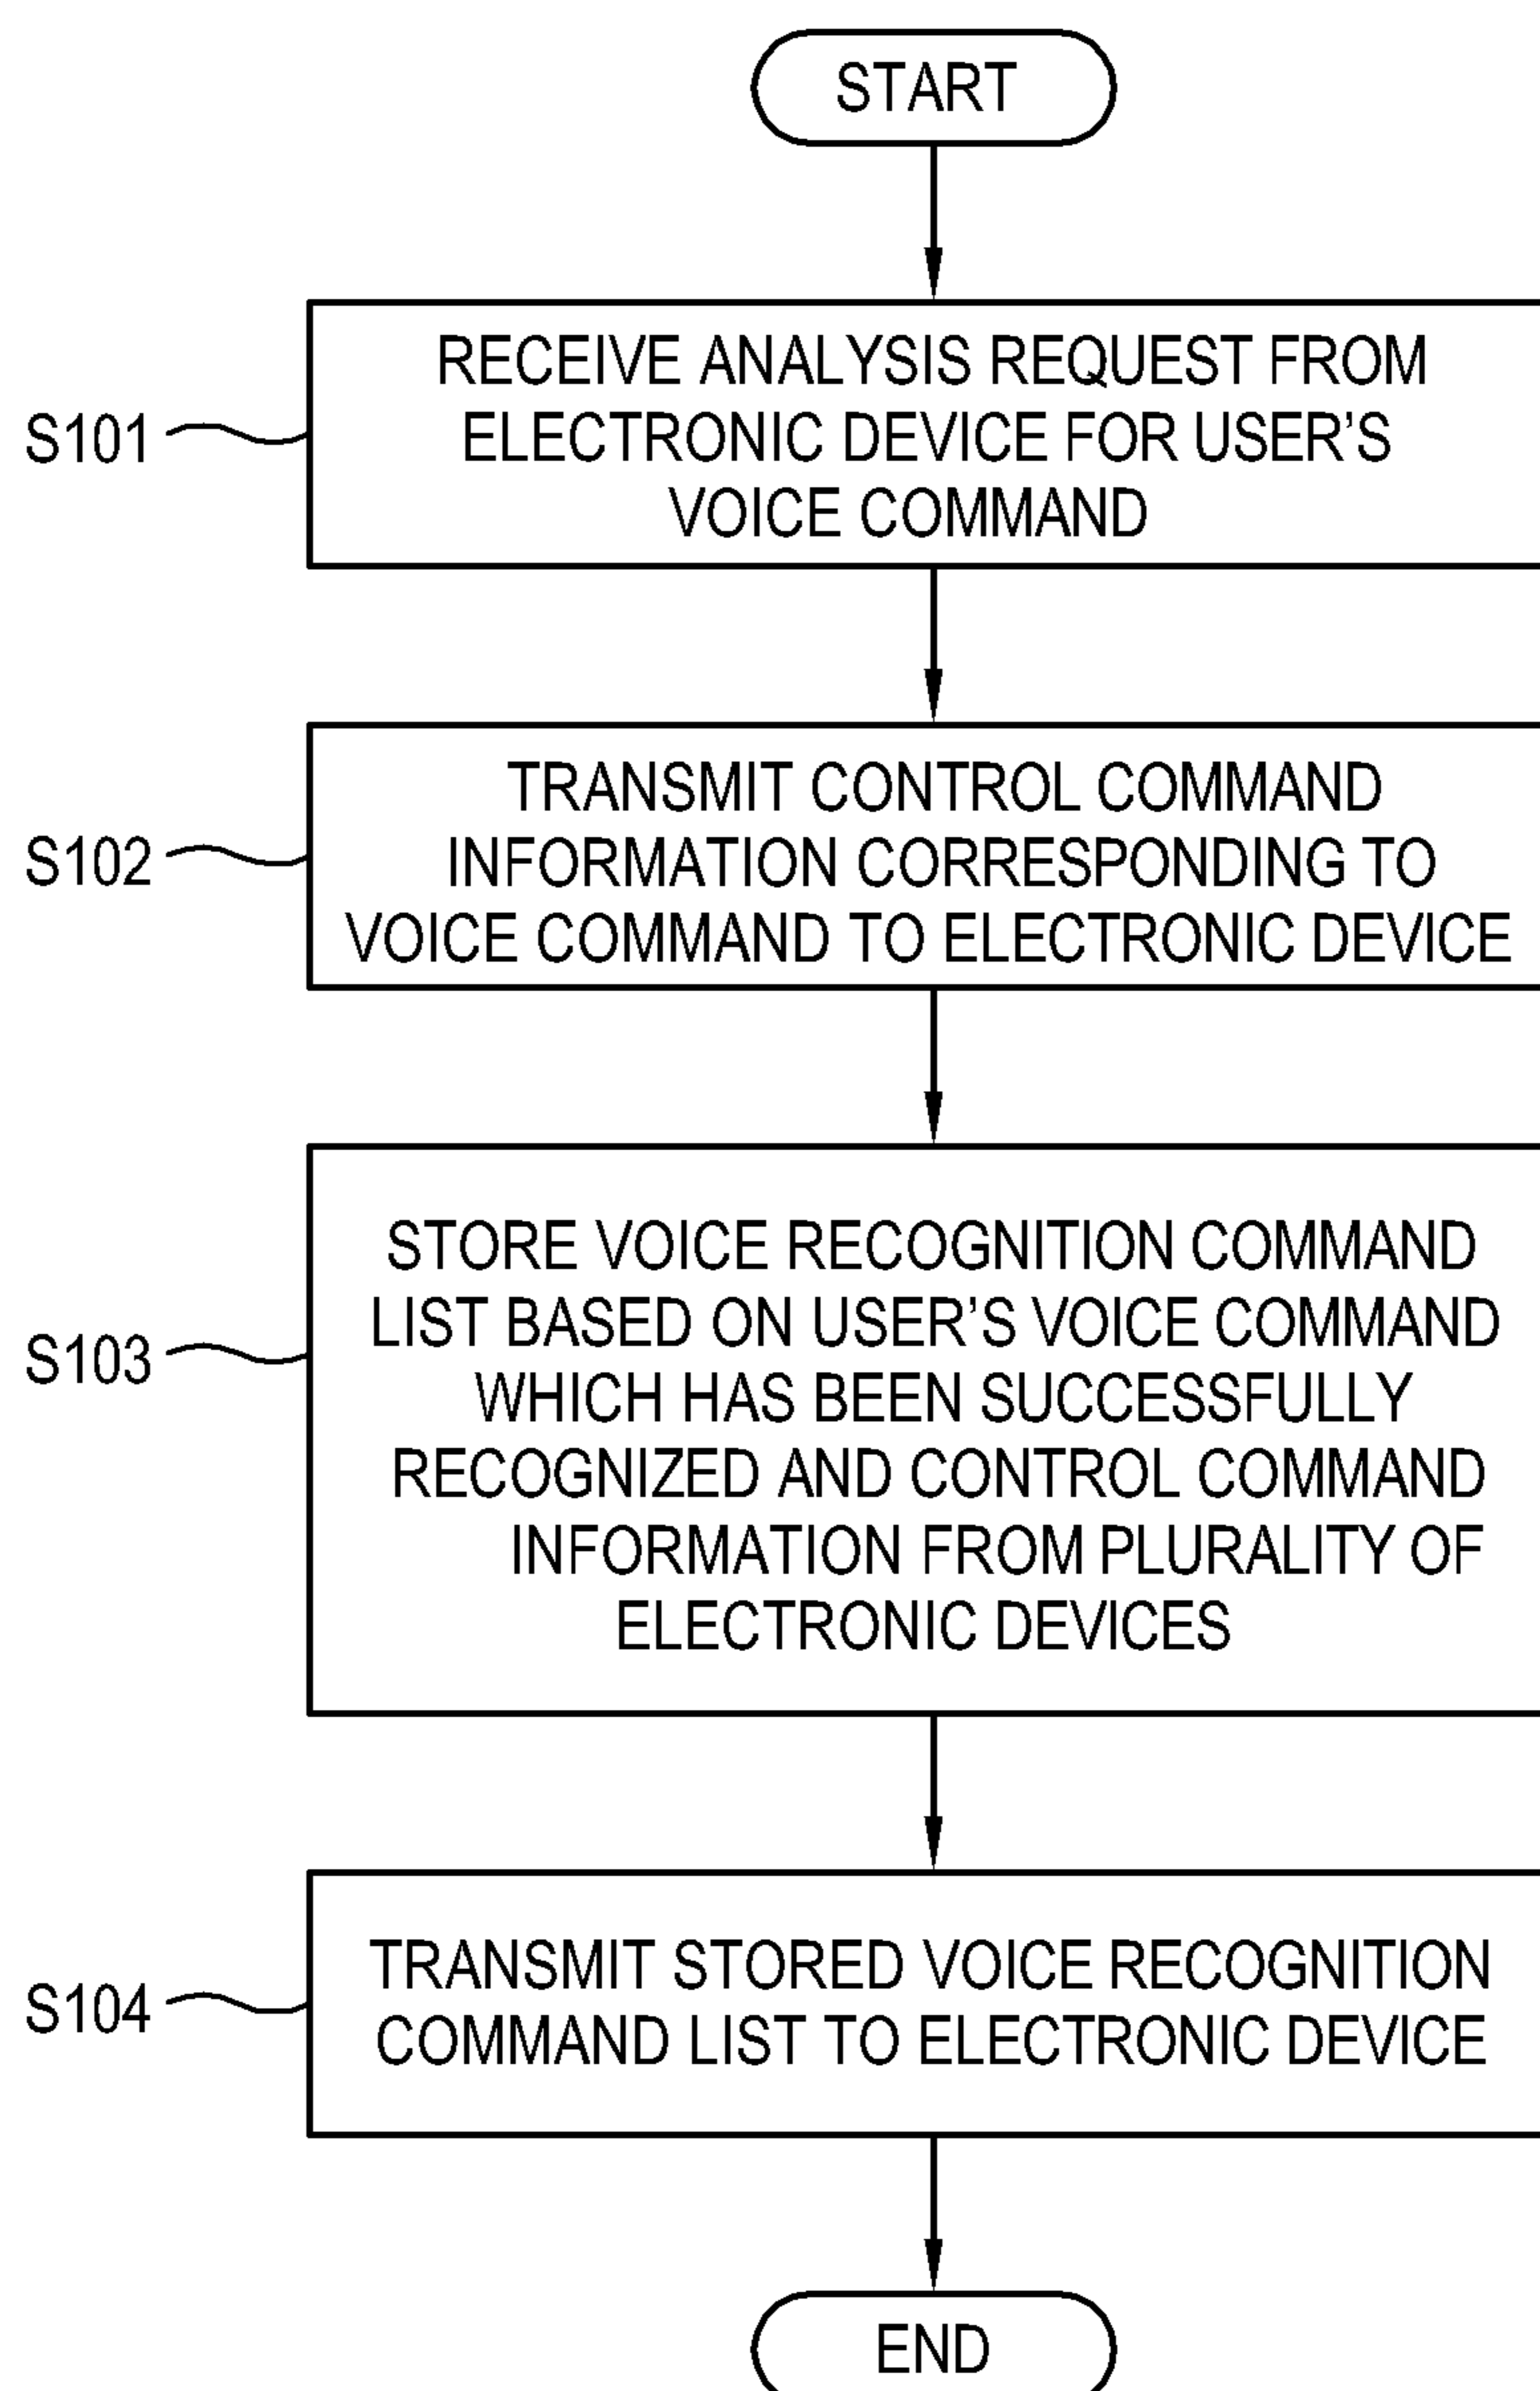 START
S101
RECEIVE ANALYSIS REQUEST FROM
ELECTRONIC DEVICE FOR USER'S
VOICE COMMAND
S102
TRANSMIT CONTROL COMMAND
INFORMATION CORRESPONDING TO
VOICE COMMAND TO ELECTRONIC DEVICE
S103
STORE VOICE RECOGNITION COMMAND
LIST BASED ON USER'S VOICE COMMAND
WHICH HAS BEEN SUCCESSFULLY
RECOGNIZED AND CONTROL COMMAND
INFORMATION FROM PLURALITY OF
ELECTRONIC DEVICES
S104
TRANSMIT STORED VOICE RECOGNITION
COMMAND LIST TO ELECTRONIC DEVICE
END